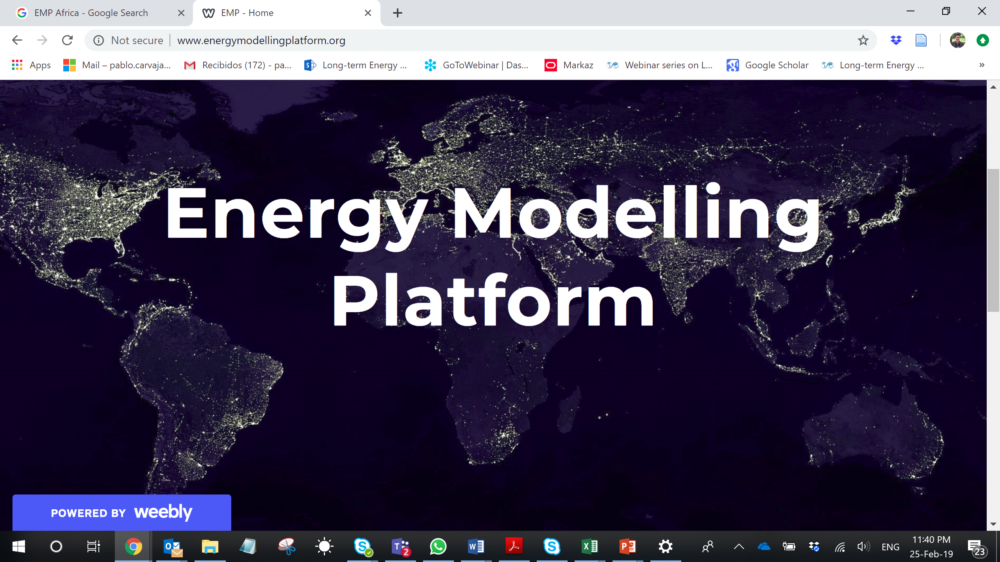 EMP Africa - Google Search
EMP - Home
Not secure
www.energymodellingplatform.org
Apps
Mail – pablo.carvaja...
Recibidos (172) - pa...
Long-term Energy ...
GoToWebinar | Das...
Markaz
Webinar series on L...
Google Scholar
Long-term Energy ...
Energy Modelling
Platform
POWERED BY weebly
2
ENG
11:40 PM
25-Feb-19
23